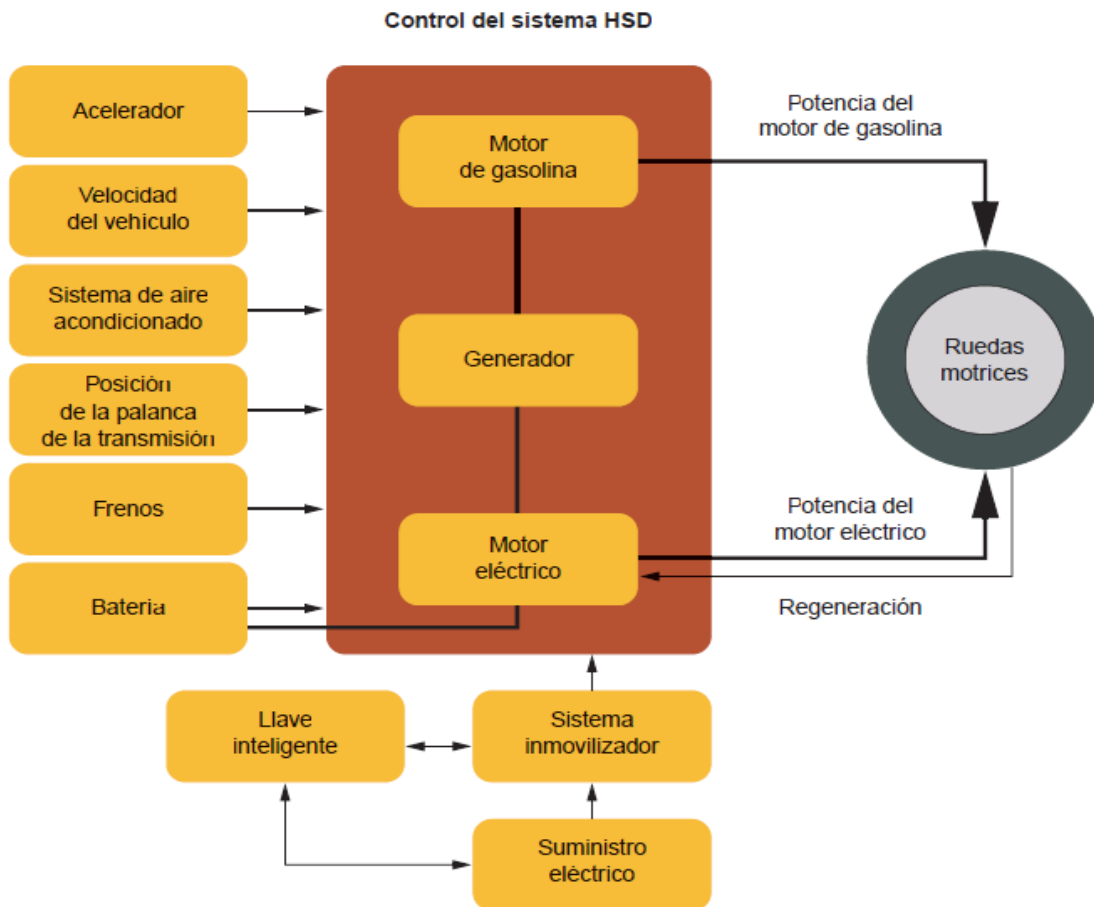 Control del sistema HSD
Acelerador
Velocidad
del vehículo
Sistema de aire
acondicionado
Posición
de la palanca
de la transmisión
Frenos
Bateria
Motor
de gasolina
Generador
Motor
eléctrico
Potencia del
motor de gasolina
Ruedas
motrices
Potencia del
motor eléctrico
Regeneración
Llave
inteligente
Sistema
inmovilizador
Suministro
eléctrico